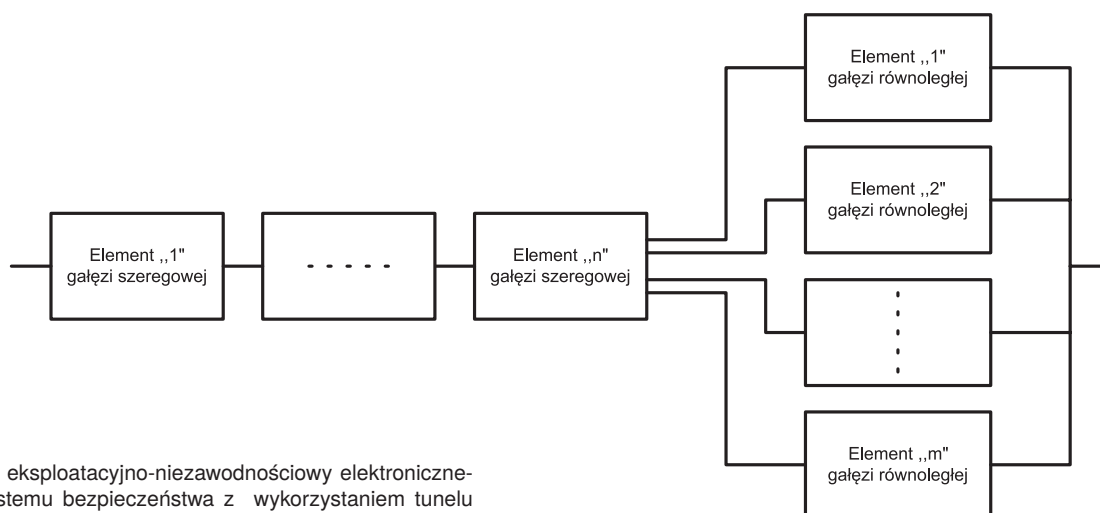 Element ,,1"
gałęzi równoległej
Element ,,2"
gałęzi równoległej
Element ,,1"
gałęzi szeregowej
- - - - -
Element ,,n"
gałęzi szeregowej
Element ,,m"
gałęzi równoległej
eksploatacyjno-niezawodnościowy elektroniczne-
stemu bezpieczeństwa z wykorzystaniem tunelu